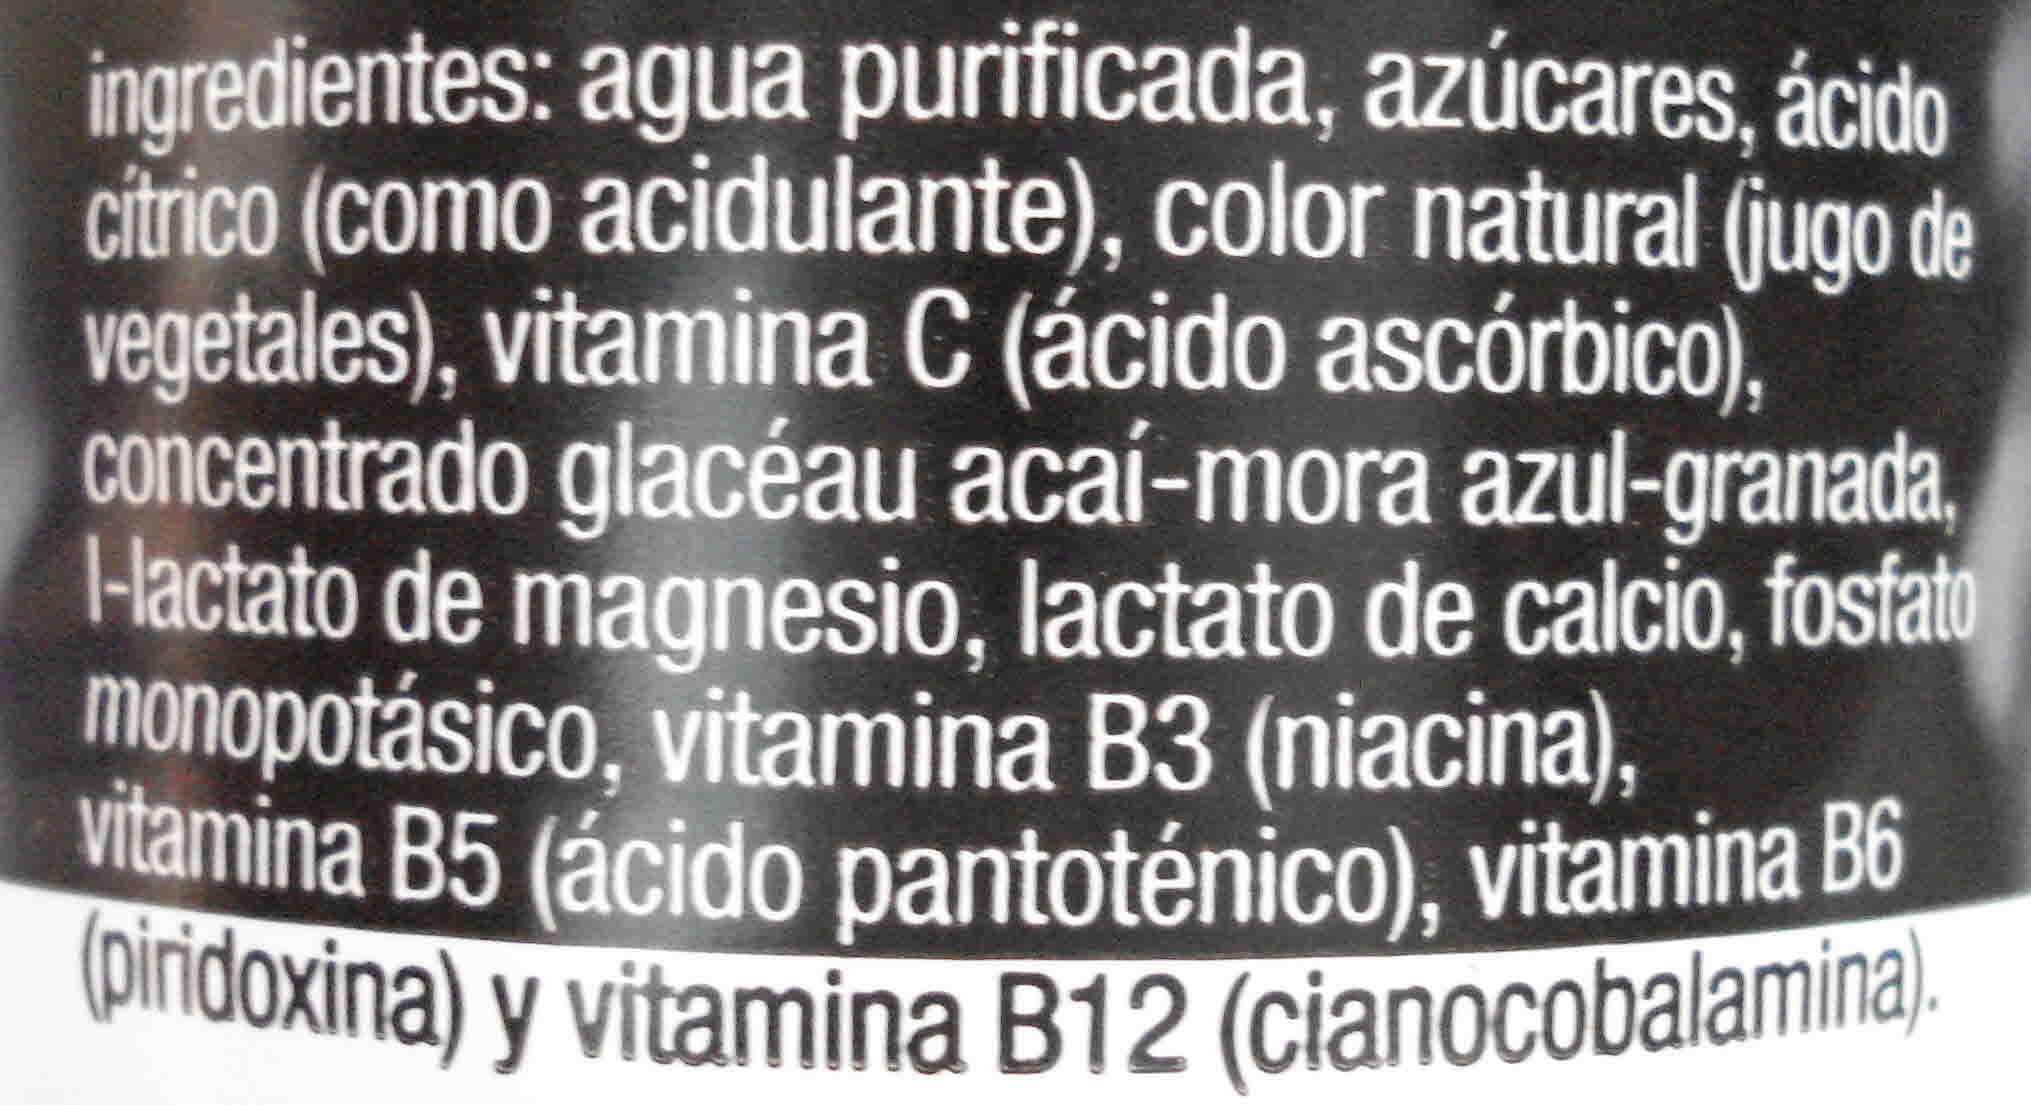 ingredientes: agua purificada, azúcares, ácido
cítrico (como acidulante), color natural (jugo de
vegetales), vitamina C (ácido ascórbico),
concentrado glacéau acaí-mora azul-granada,
l-lactato de magnesio, lactato de calcio, fosfato
monopotásico, vitamina B3 (niacina),
vitamina B5 (ácido pantoténico), vitamina B6
(piridoxina) y vitamina B12 (cianocobalamina).